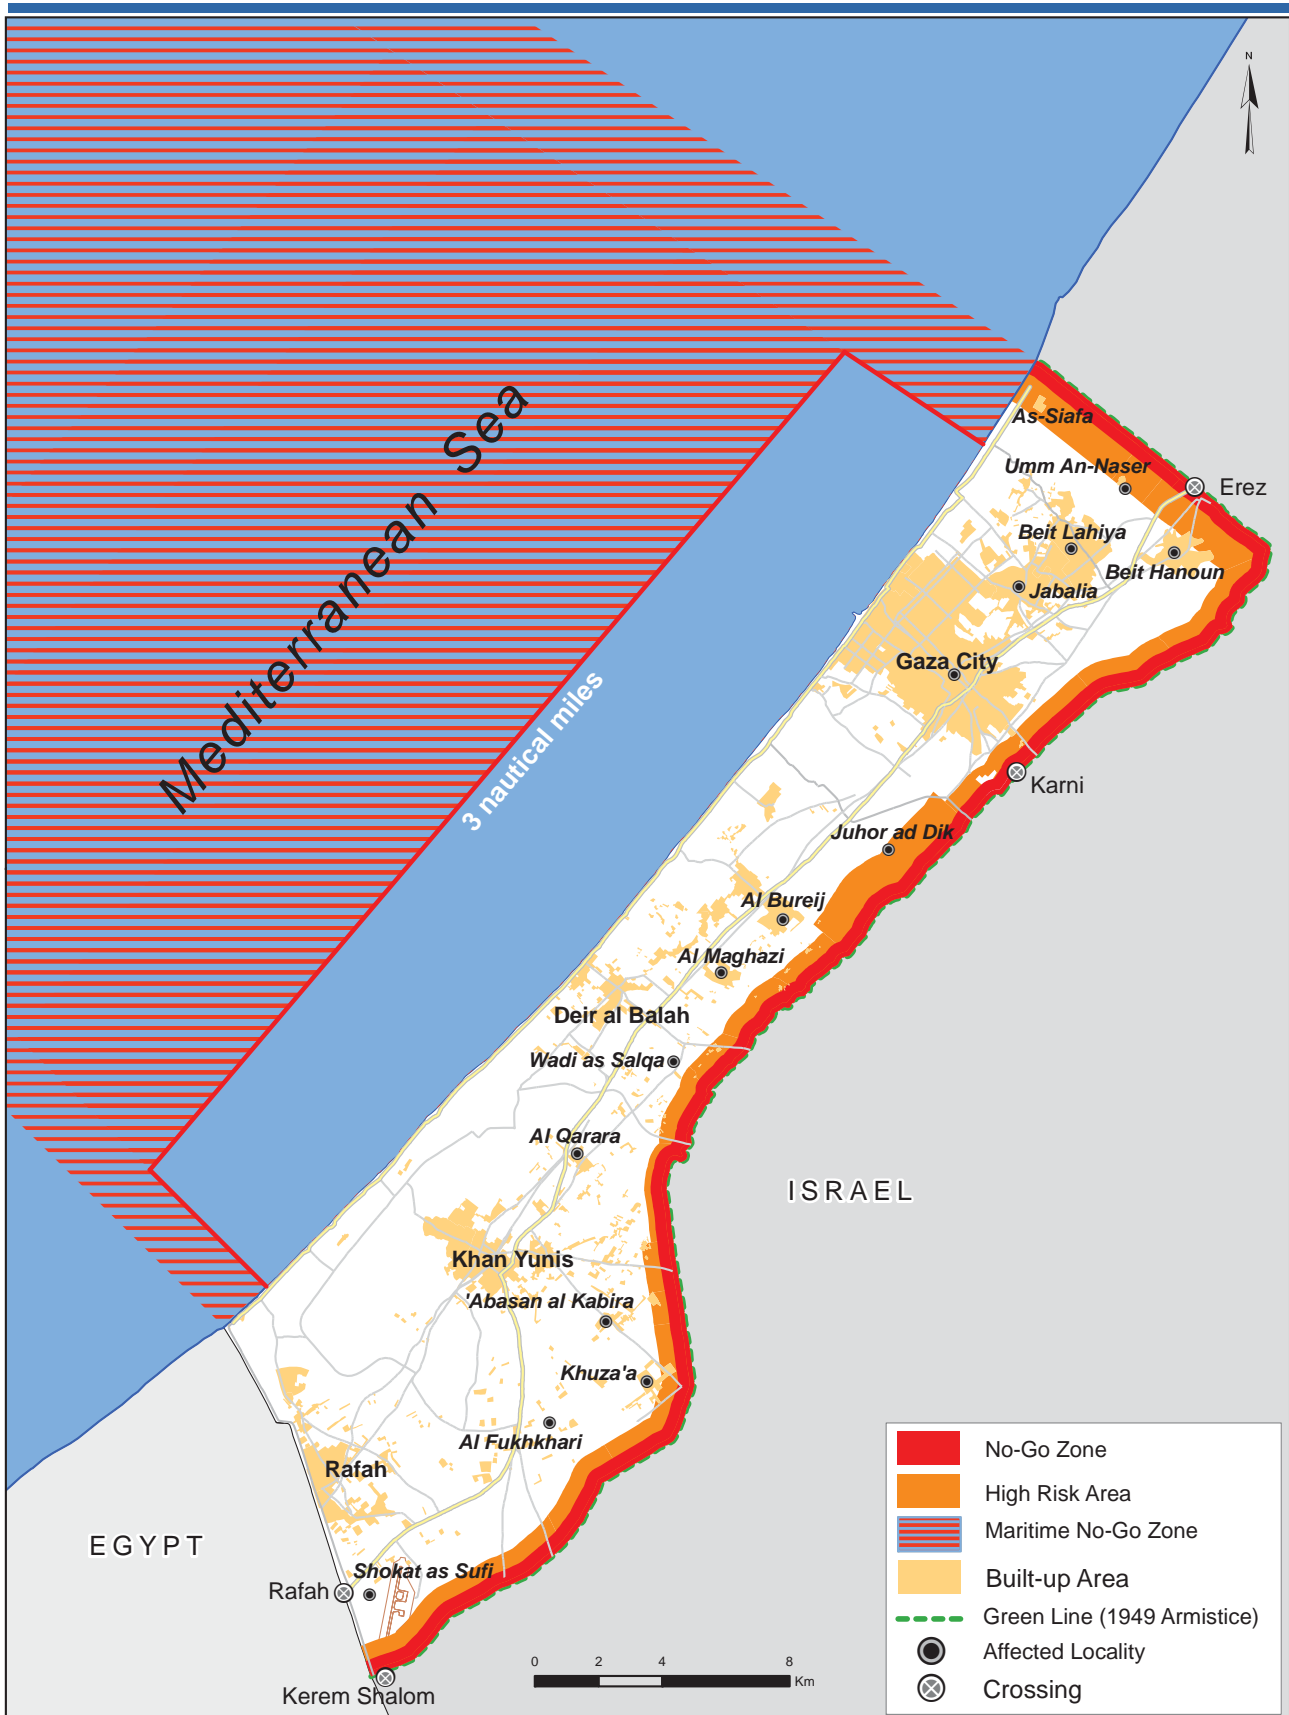 N
Mediterranean Sea
3 nautical miles
As-Siafa
Umm An-Naser
Erez
Beit Lahiya
Beit Hanoun
Jabalia
Gaza City
Karni
Juhor ad Dik
Al Bureij
Al Maghazi
Deir al Balah
Wadi as Salqa
Al Qarara
ISRAEL
Khan Yunis
'Abasan al Kabira
Khuza'a
Al Fukhkhari
Rafah
EGYPT
Shokat as Sufi
Rafah
Kerem Shalom
0 2 4 8
Km
No-Go Zone
High Risk Area
Maritime No-Go Zone
Built-up Area
Green Line (1949 Armistice)
Affected Locality
Crossing